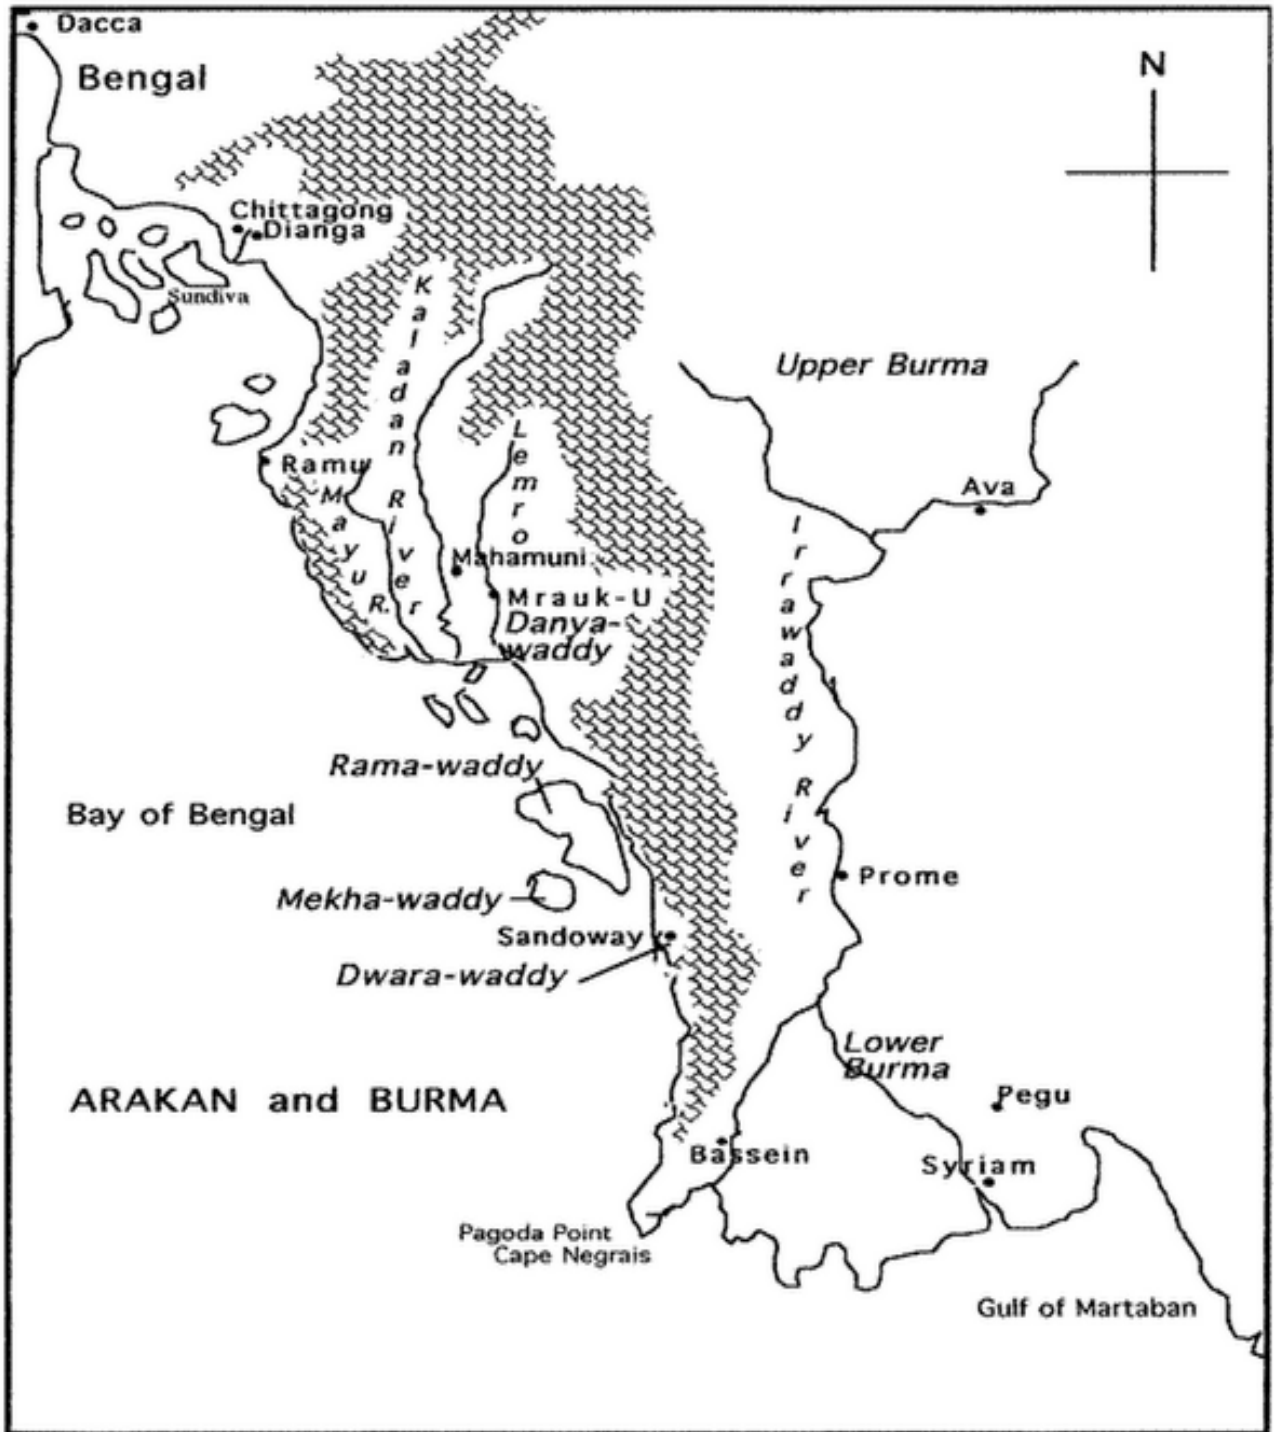 Dacca
Bengal
N
Chittagong
Dianga
Sundiva
Kaladan River
Upper Burma
Ramu
Lemro
Mayu R.
Ava
Irrawaddy River
Mahamuni
Mrauk-U
Danya-
waddy
Rama-waddy
Bay of Bengal
Prome
Mekha-waddy
Sandoway
Dwara-waddy
Lower
Burma
ARAKAN and BURMA
Pegu
Bassein
Syriam
Pagoda Point
Cape Negrais
Gulf of Martaban